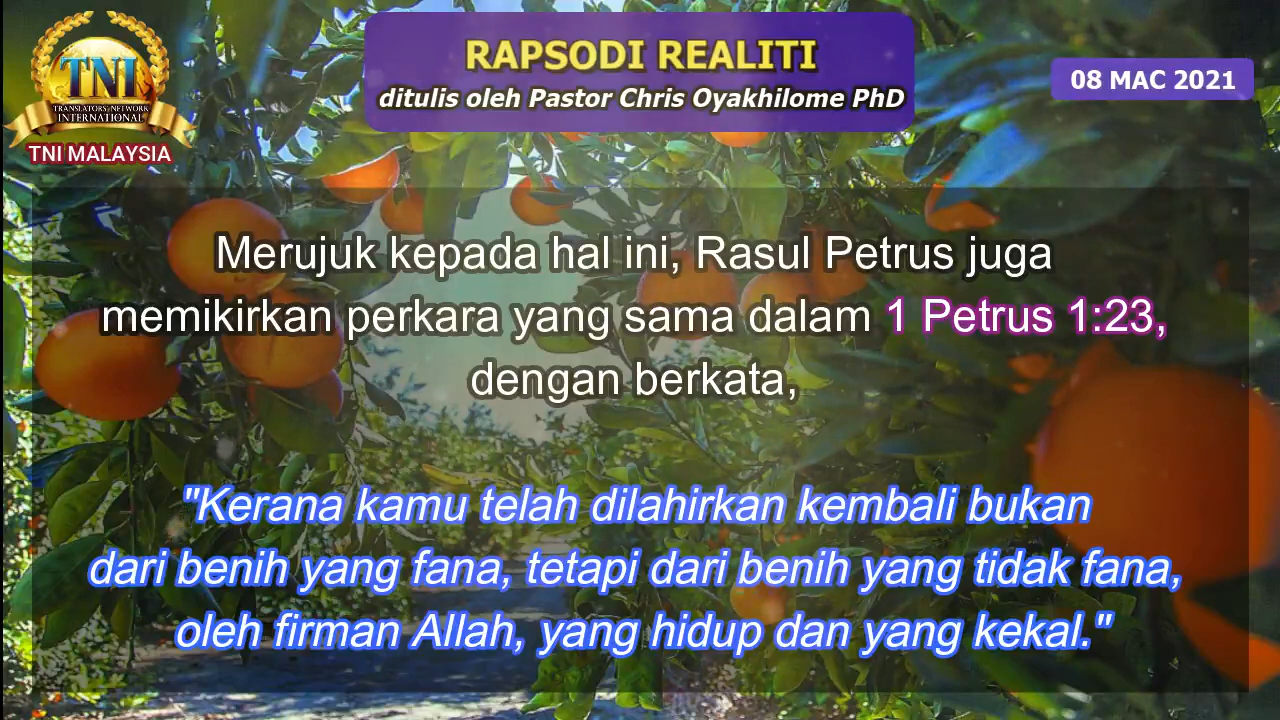 TNI
TRANSLATORS' NETWORK
INTERNATIONAL
TNI MALAYSIA
RAPSODI REALITI
ditulis oleh Pastor Chris Oyakhilome PhD
08 MAC 2021
Merujuk kepada hal ini, Rasul Petrus juga
memikirkan perkara yang sama dalam 1 Petrus 1:23,
dengan berkata,
"Kerana kamu telah dilahirkan kembali bukan
dari benih yang fana, tetapi dari benih yang tidak fana,
oleh firman Allah, yang hidup dan yang kekal."